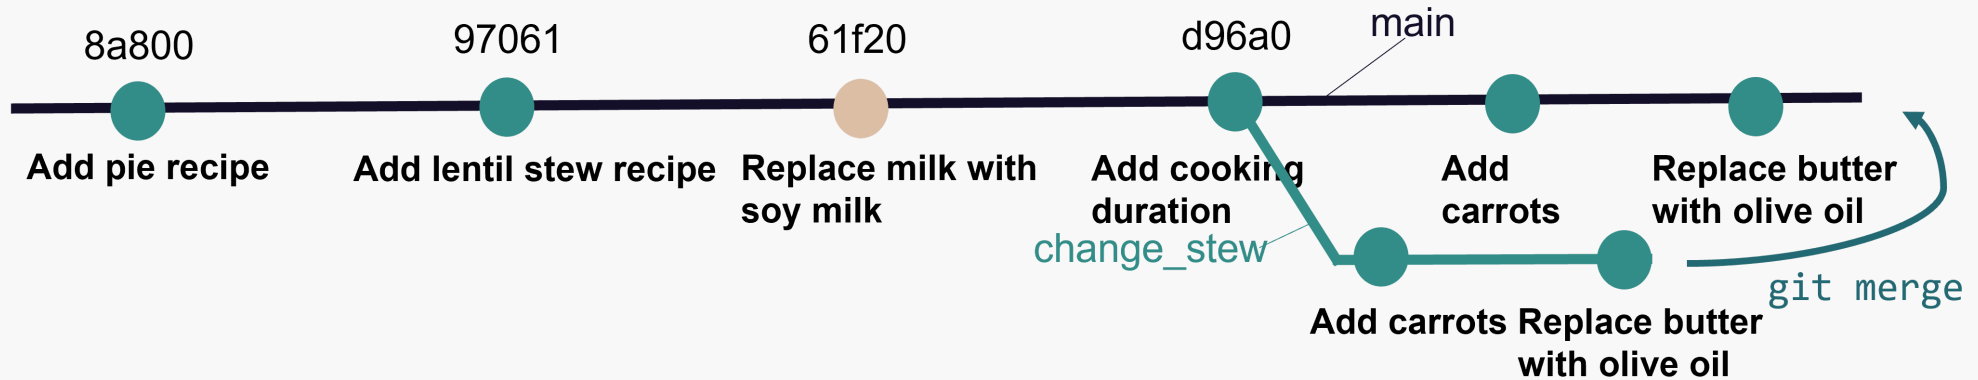 8a800
97061
61f20
d96a0
main
Add pie recipe
Add lentil stew recipe
Replace milk with
soy milk
Add cooking
duration
Add
carrots
Replace butter
with olive oil
change_stew
git merge
Add carrots
Replace butter
with olive oil